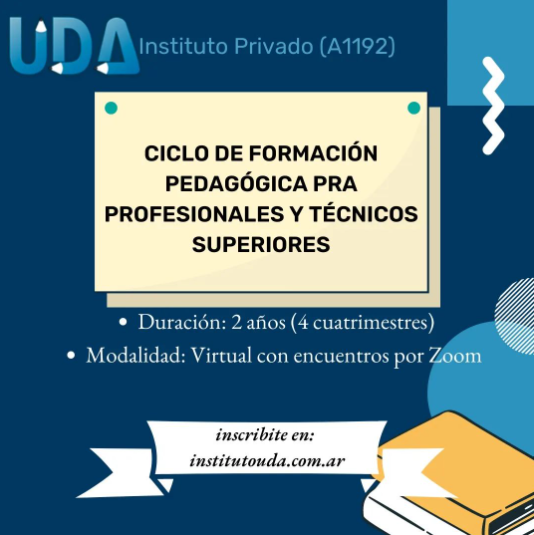 UDA Instituto Privado (A1192)
CICLO DE FORMACIÓN
PEDAGÓGICA PRA
PROFESIONALES Y TÉCNICOS
SUPERIORES
• Duración: 2 años (4 cuatrimestres)
• Modalidad: Virtual con encuentros por Zoom
inscribite en:
institutouda.com.ar